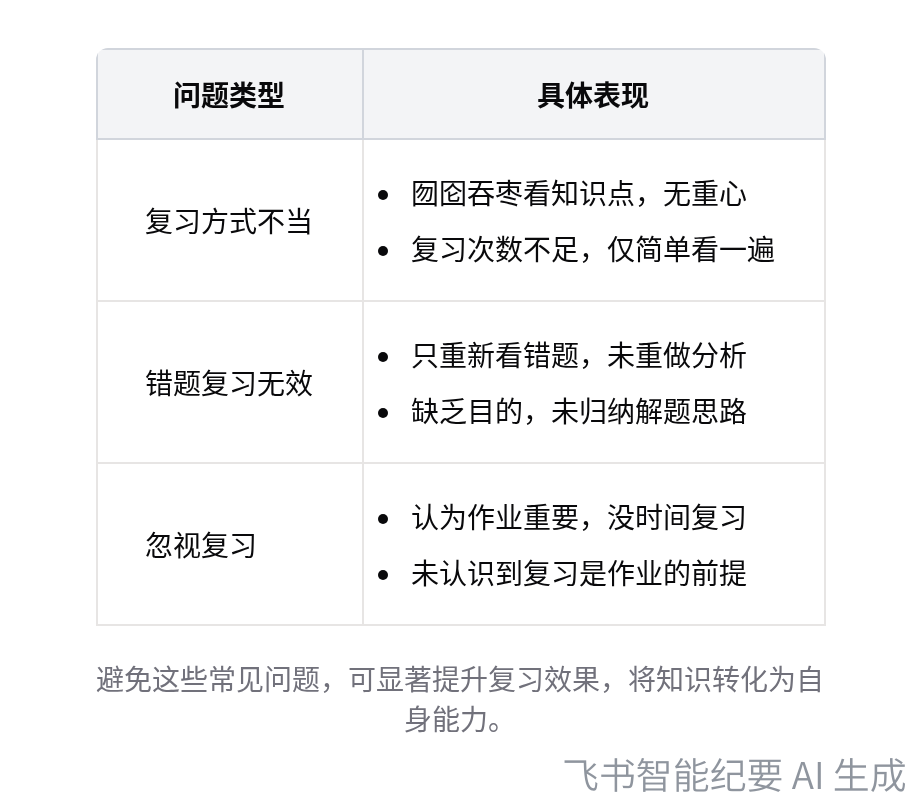 问题类型
具体表现
复习方式不当
囫囵吞枣看知识点，无重心
复习次数不足，仅简单看一遍
错题复习无效
只重新看错题，未重做分析
缺乏目的，未归纳解题思路
忽视复习
认为作业重要，没时间复习
未认识到复习是作业的前提
避免这些常见问题，可显著提升复习效果，将知识转化为自
身能力。
飞书智能纪要 AI 生成